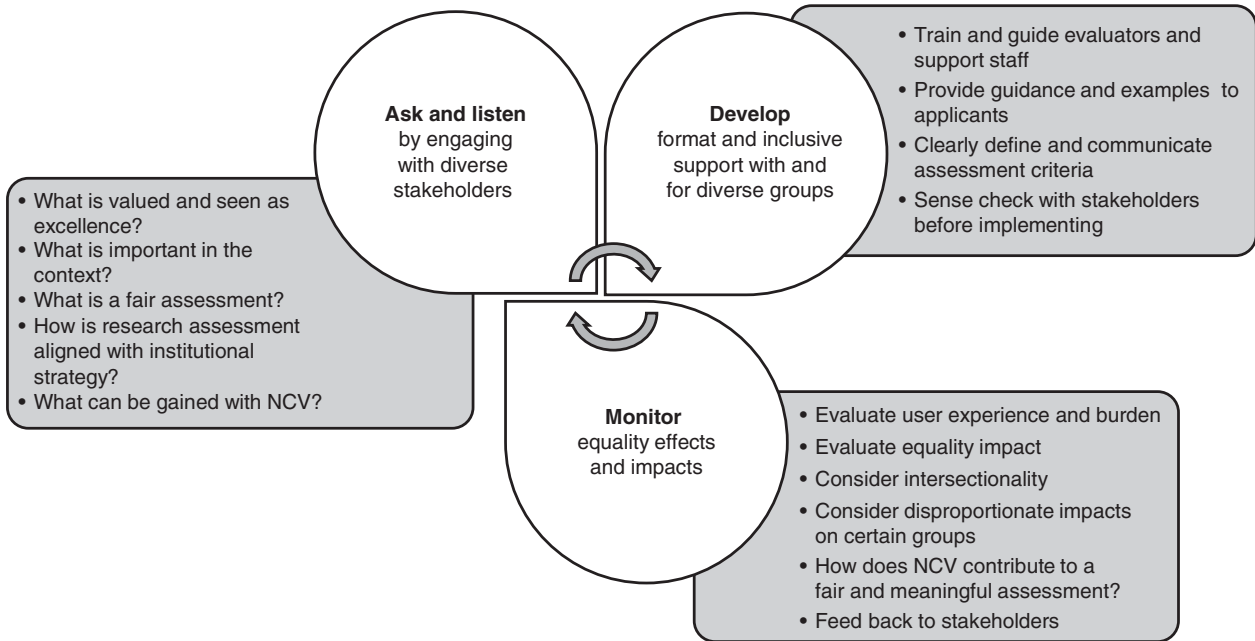 Ask and listen
by engaging
with diverse
stakeholders
• What is valued and seen as
excellence?
• What is important in the
context?
• What is a fair assessment?
• How is research assessment
aligned with institutional
strategy?
• What can be gained with NCV?
Develop
format and inclusive
support with and
for diverse groups
• Train and guide evaluators and
support staff
• Provide guidance and examples to
applicants
• Clearly define and communicate
assessment criteria
• Sense check with stakeholders
before implementing
Monitor
equality effects
and impacts
• Evaluate user experience and burden
• Evaluate equality impact
• Consider intersectionality
• Consider disproportionate impacts
on certain groups
• How does NCV contribute to a
fair and meaningful assessment?
• Feed back to stakeholders